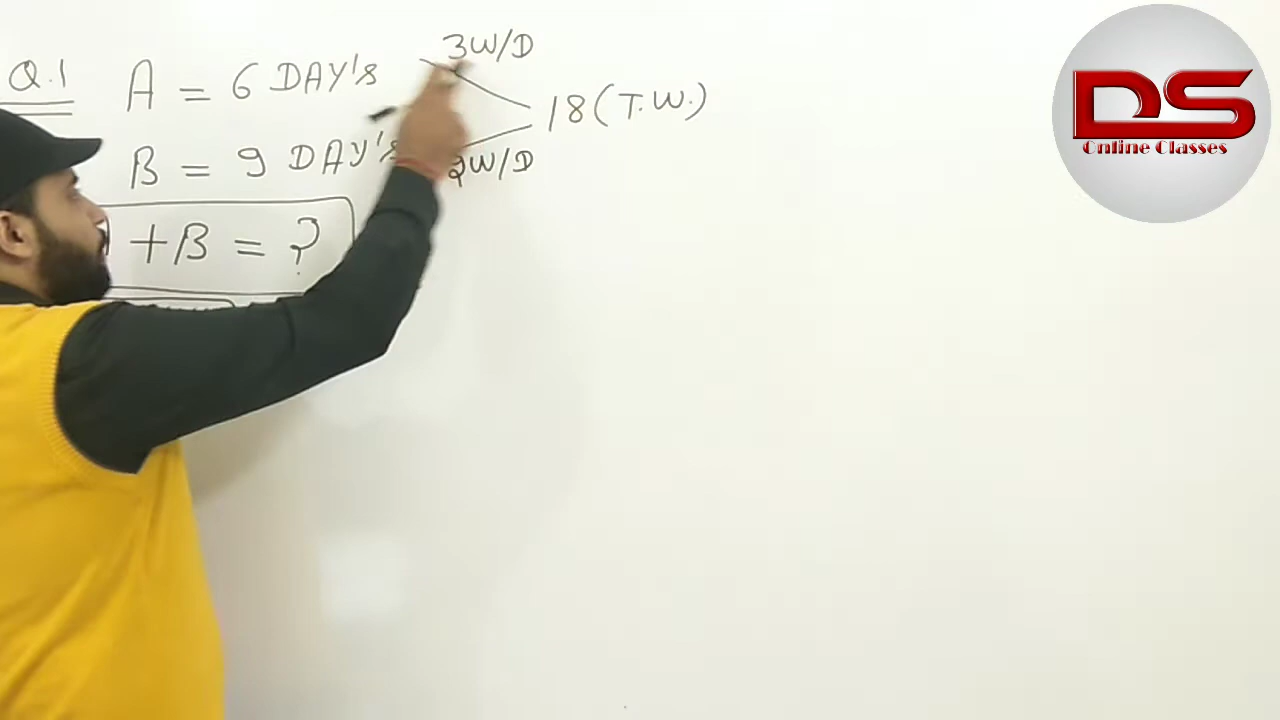 Q.1 A = 6 DAY's 3W/D
18 (T.W.)
B = 9 DAY's 2W/D
+B = ?
DS
Online Classes